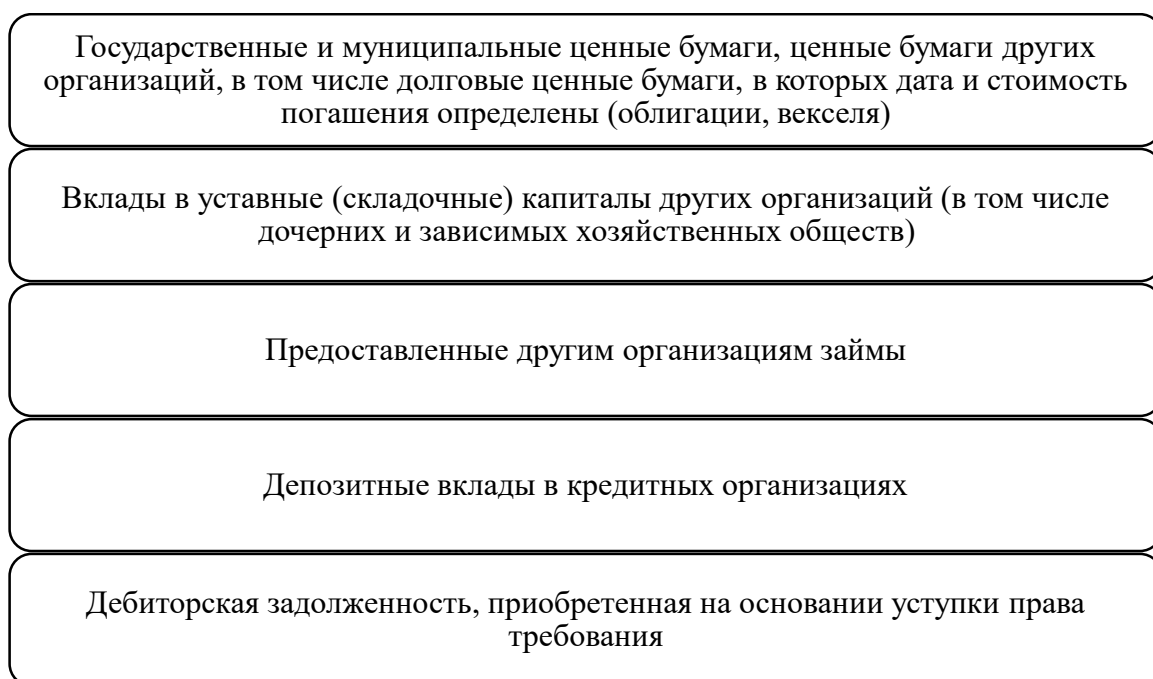 Государственные и муниципальные ценные бумаги, ценные бумаги других
организаций, в том числе долговые ценные бумаги, в которых дата и стоимость
погашения определены (облигации, векселя)
Вклады в уставные (складочные) капиталы других организаций (в том числе
дочерних и зависимых хозяйственных обществ)
Предоставленные другим организациям займы
Депозитные вклады в кредитных организациях
Дебиторская задолженность, приобретенная на основании уступки права
требования